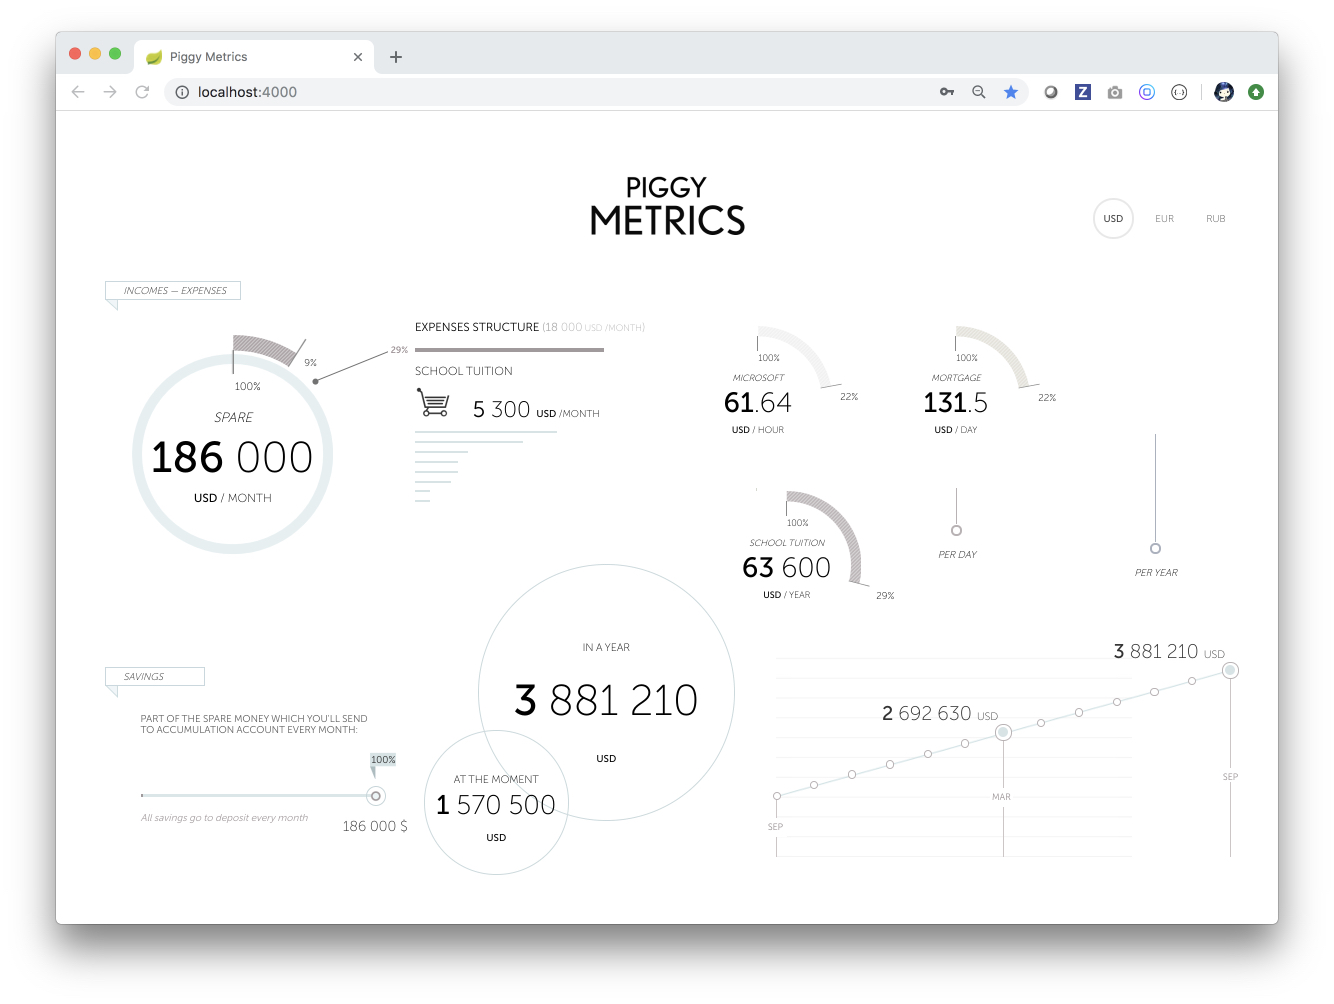 Piggy Metrics
localhost:4000
PIGGY
METRICS
USD EUR RUB
INCOMES — EXPENSES
9%
100%
SPARE
186 000
USD / MONTH
29%
EXPENSES STRUCTURE (18 000 USD /MONTH)
SCHOOL TUITION
5 300 USD /MONTH
100%
MICROSOFT
61.64
22%
USD / HOUR
100%
MORTGAGE
131.5
22%
USD / DAY
100%
SCHOOL TUITION
63 600
USD / YEAR
29%
PER DAY
PER YEAR
SAVINGS
PART OF THE SPARE MONEY WHICH YOU'LL SEND
TO ACCUMULATION ACCOUNT EVERY MONTH:
100%
All savings go to deposit every month
186 000 $
IN A YEAR
3 881 210
USD
AT THE MOMENT
1 570 500
USD
3 881 210 USD
2 692 630 USD
SEP
MAR
SEP